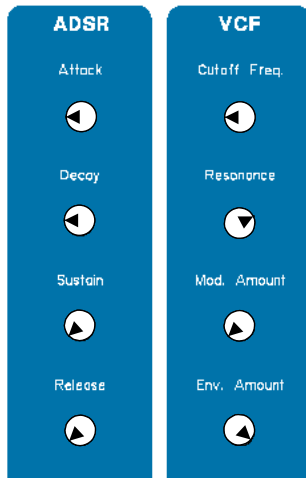 ADSR
Attack
Decay
Sustain
Release
VCF
Cutoff Freq.
Resonance
Mod. Amount
Env. Amount